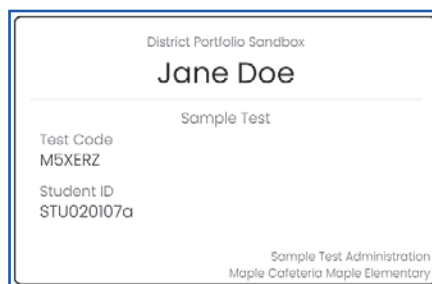 District Portfolio Sandbox
Jane Doe
Sample Test
Test Code
M5XERZ
Student ID
STU020107a
Sample Test Administration
Maple Cafeteria Maple Elementary